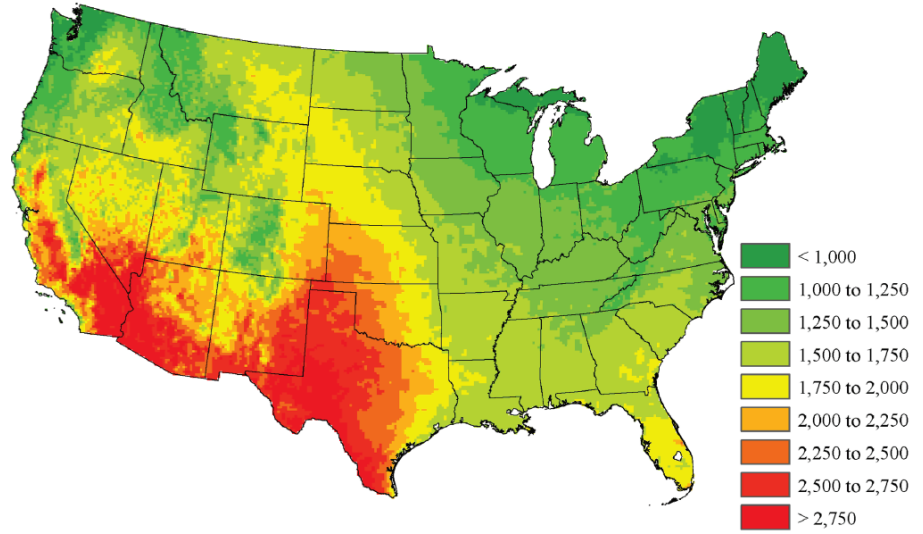 < 1,000
1,000 to 1,250
1,250 to 1,500
1,500 to 1,750
1,750 to 2,000
2,000 to 2,250
2,250 to 2,500
2,500 to 2,750
> 2,750